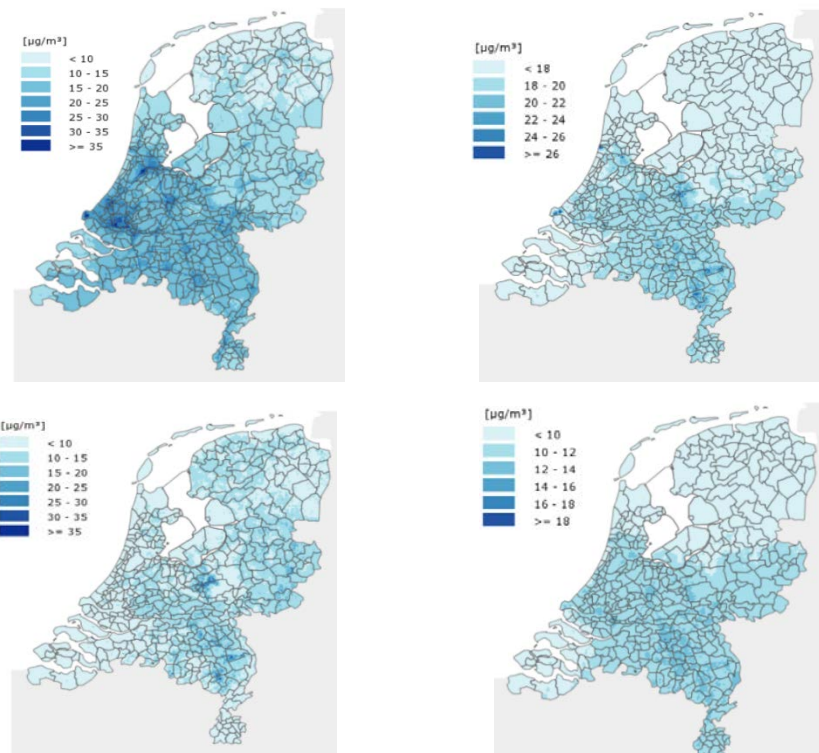 [µg/m³]
< 10
10 - 15
15 - 20
20 - 25
25 - 30
30 - 35
>= 35
[µg/m³]
< 18
18 - 20
20 - 22
22 - 24
24 - 26
>= 26
[µg/m³]
< 10
10 - 15
15 - 20
20 - 25
25 - 30
30 - 35
>= 35
[µg/m³]
< 10
10 - 12
12 - 14
14 - 16
16 - 18
>= 18